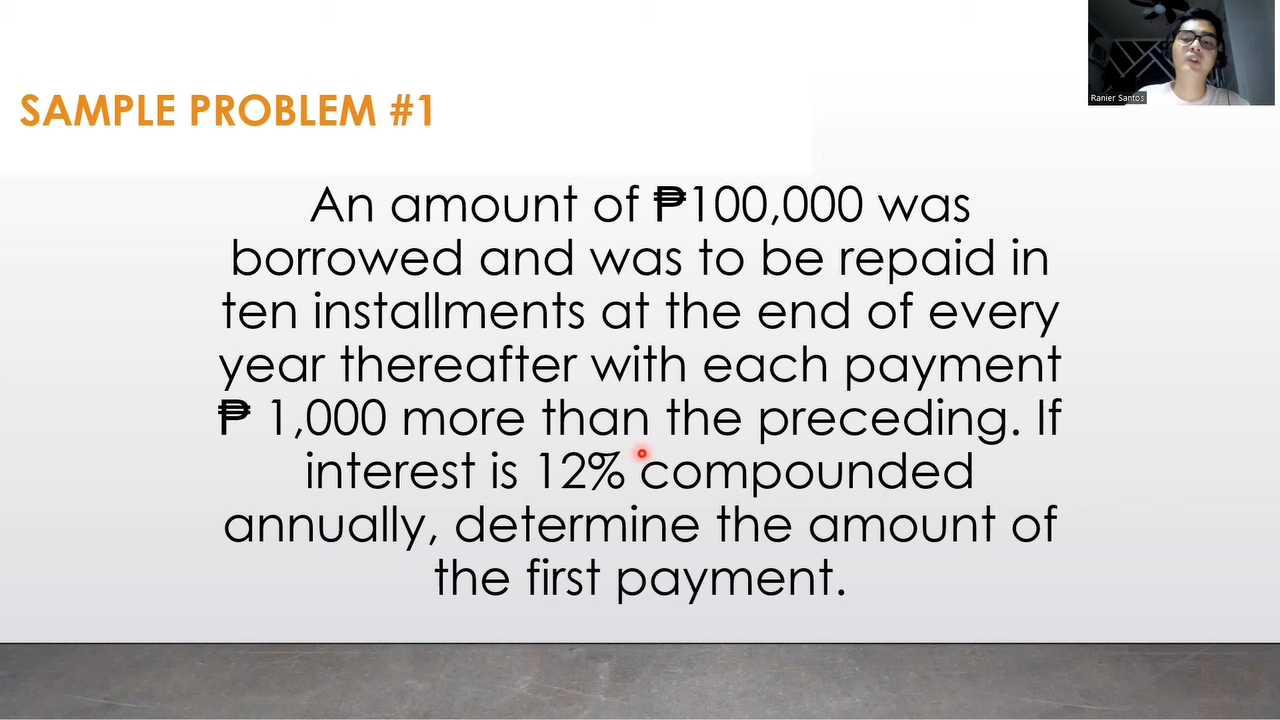 Ranier Santos
SAMPLE PROBLEM #1
An amount of ₱100,000 was
borrowed and was to be repaid in
ten installments at the end of every
year thereafter with each payment
₱ 1,000 more than the preceding. If
interest is 12% compounded
annually, determine the amount of
the first payment.